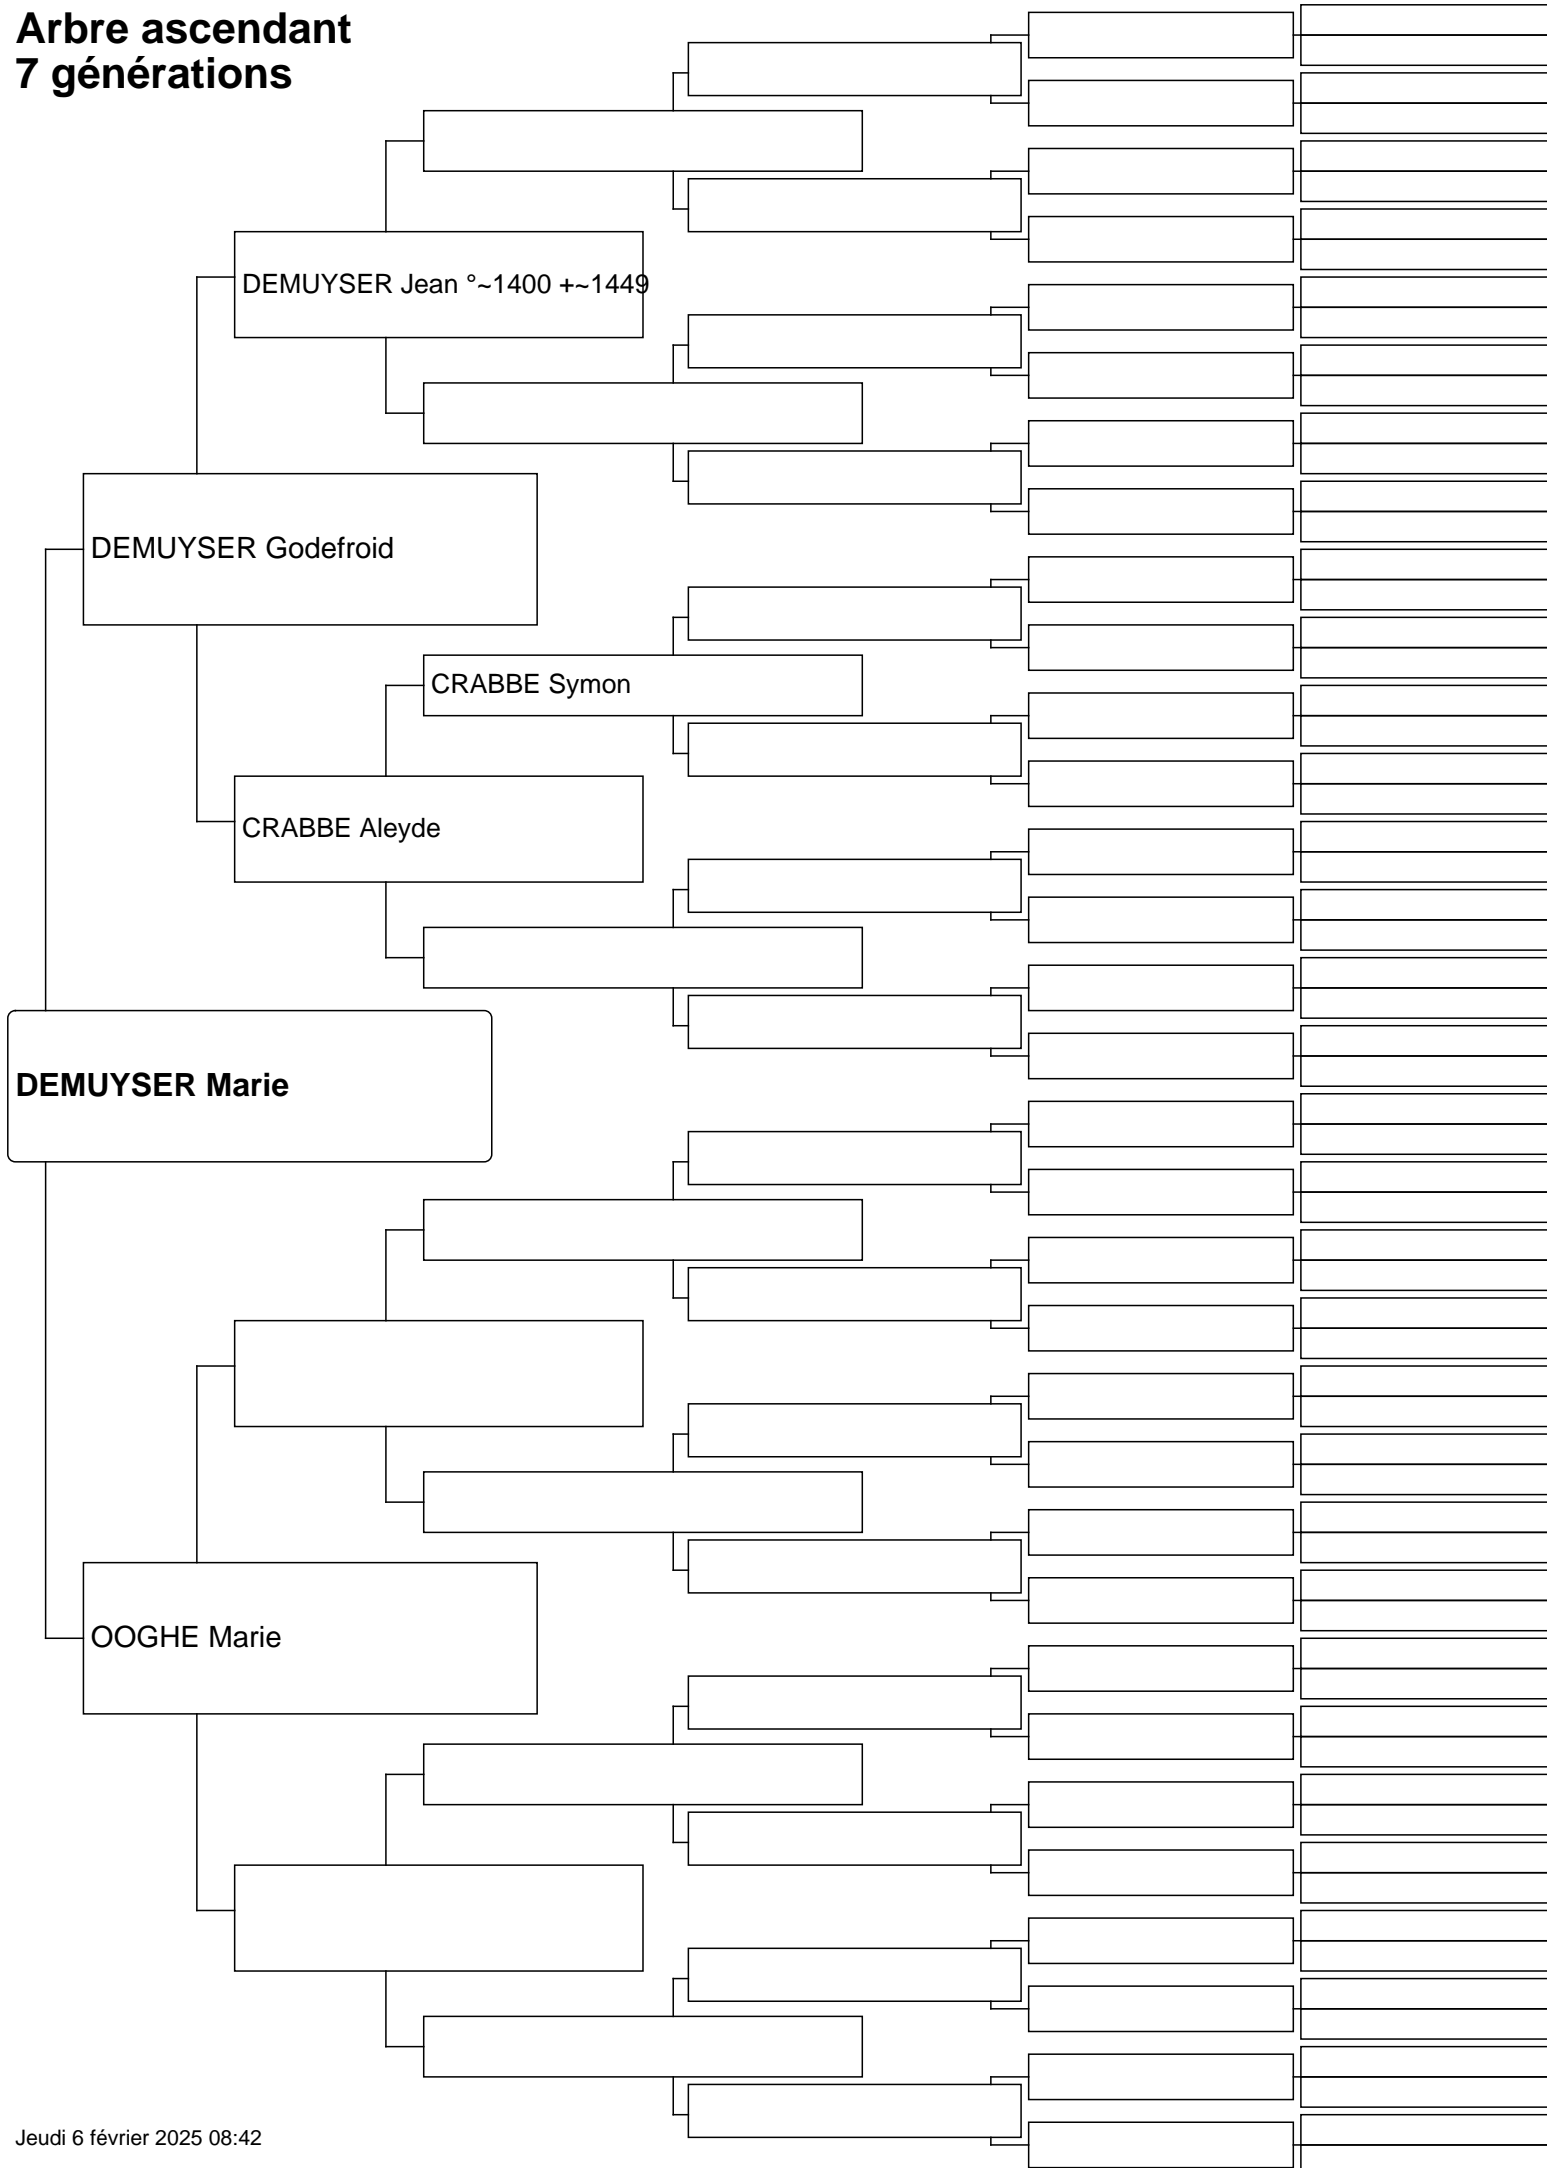 Arbre ascendant
7 générations
DEMUYSER Jean °~1400 +~1449
DEMUYSER Godefroid
CRABBE Symon
CRABBE Aleyde
DEMUYSER Marie
OOGHE Marie
Jeudi 6 février 2025 08:42